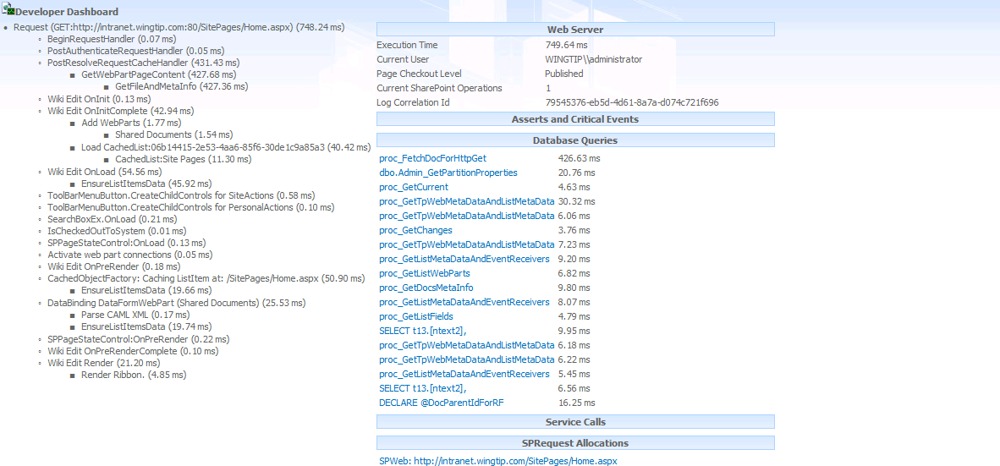 Developer Dashboard
Request (GET:http://intranet.wingtip.com:80/SitePages/Home.aspx) (748.24 ms)
BeginRequestHandler (0.07 ms)
PostAuthenticateRequestHandler (0.05 ms)
PostResolveRequestCacheHandler (431.43 ms)
GetWebPartPageContent (427.68 ms)
GetFileAndMetaInfo (427.36 ms)
Wiki Edit OnInit (0.13 ms)
Wiki Edit OnInitComplete (42.94 ms)
Add WebParts (1.77 ms)
Shared Documents (1.54 ms)
Load CachedList:06b14415-2e53-4aa6-85f6-30de1c9a85a3 (40.42 ms)
CachedList:Site Pages (11.30 ms)
Wiki Edit OnLoad (54.56 ms)
EnsureListItemsData (45.92 ms)
ToolBarMenuButton.CreateChildControls for SiteActions (0.58 ms)
ToolBarMenuButton.CreateChildControls for PersonalActions (0.10 ms)
SearchBoxEx.OnLoad (0.21 ms)
IsCheckedOutToSystem (0.01 ms)
SPPageStateControl:OnLoad (0.13 ms)
Activate web part connections (0.05 ms)
Wiki Edit OnPreRender (0.18 ms)
CachedObjectFactory: Caching ListItem at: /SitePages/Home.aspx (50.90 ms)
EnsureListItemsData (19.66 ms)
DataBinding DataFormWebPart (Shared Documents) (25.53 ms)
Parse CAML XML (0.17 ms)
EnsureListItemsData (19.74 ms)
SPPageStateControl:OnPreRender (0.22 ms)
Wiki Edit OnPreRenderComplete (0.10 ms)
Wiki Edit Render (21.20 ms)
Render Ribbon. (4.85 ms)
Web Server
Execution Time 749.64 ms
Current User WINGTIP\\administrator
Page Checkout Level Published
Current SharePoint Operations 1
Log Correlation Id 79545376-eb5d-4d61-8a7a-d074c721f696
Asserts and Critical Events
Database Queries
proc_FetchDocForHttpGet 426.63 ms
dbo.Admin_GetPartitionProperties 20.76 ms
proc_GetCurrent 4.63 ms
proc_GetTpWebMetaDataAndListMetaData 30.32 ms
proc_GetTpWebMetaDataAndListMetaData 6.06 ms
proc_GetChanges 3.76 ms
proc_GetTpWebMetaDataAndListMetaData 7.23 ms
proc_GetListMetaDataAndEventReceivers 9.20 ms
proc_GetListWebParts 6.82 ms
proc_GetDocsMetaInfo 9.80 ms
proc_GetListMetaDataAndEventReceivers 8.07 ms
proc_GetListFields 4.79 ms
SELECT t13.[ntext2], 9.95 ms
proc_GetTpWebMetaDataAndListMetaData 6.18 ms
proc_GetTpWebMetaDataAndListMetaData 6.22 ms
proc_GetListMetaDataAndEventReceivers 5.45 ms
SELECT t13.[ntext2], 6.56 ms
DECLARE @DocParentIdForRF 16.25 ms
Service Calls
SPRequest Allocations
SPWeb: http://intranet.wingtip.com/SitePages/Home.aspx